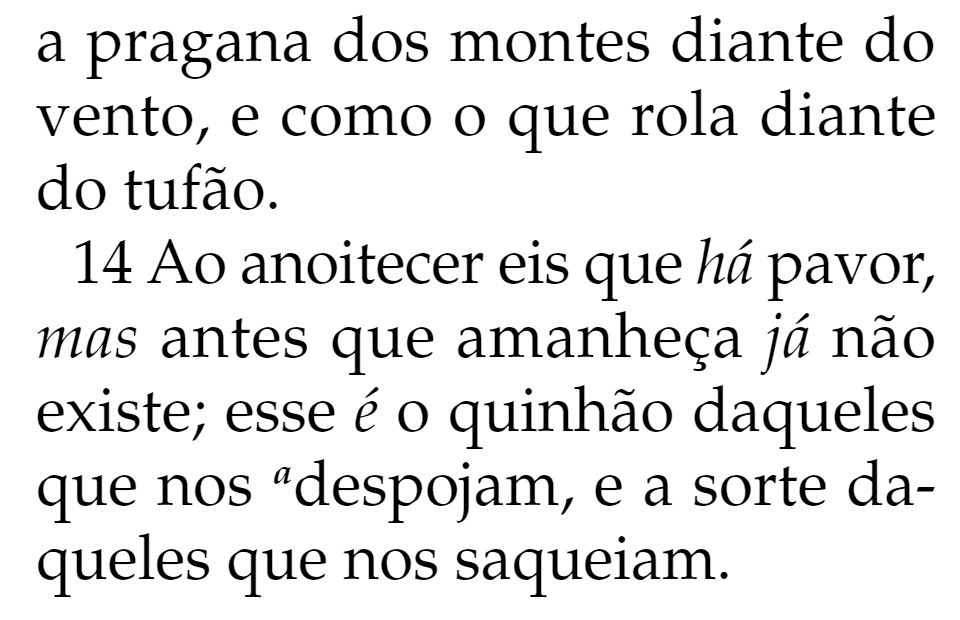 a pragana dos montes diante do
vento, e como o que rola diante
do tufão.
14 Ao anoitecer eis que há pavor,
mas antes que amanheça já não
existe; esse é o quinhão daqueles
que nos ᵃdespojam, e a sorte da-
queles que nos saqueiam.